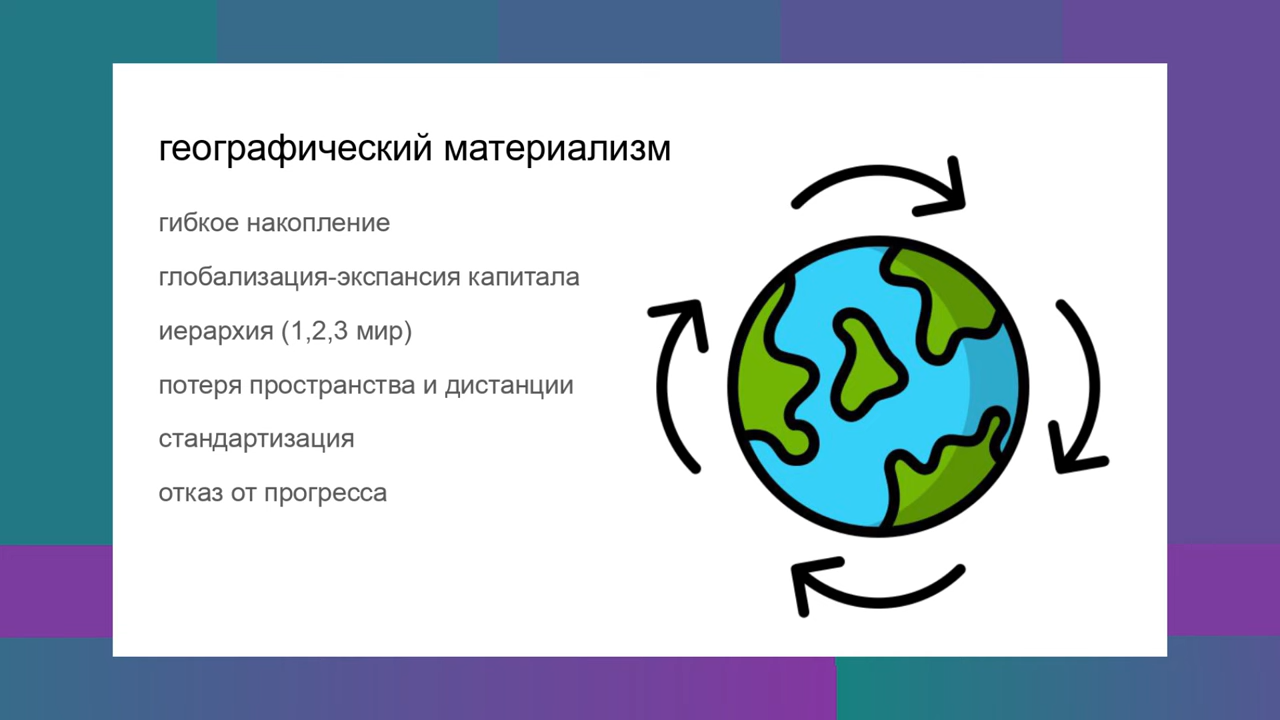 географический материализм
гибкое накопление
глобализация-экспансия капитала
иерархия (1,2,3 мир)
потеря пространства и дистанции
стандартизация
отказ от прогресса